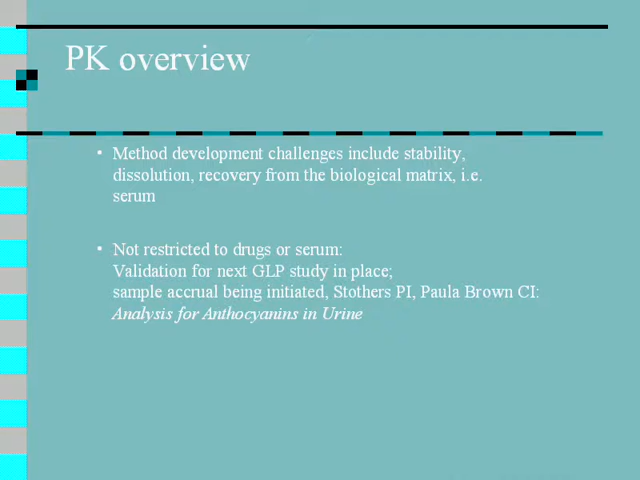 PK overview
• Method development challenges include stability,
dissolution, recovery from the biological matrix, i.e.
serum
• Not restricted to drugs or serum:
Validation for next GLP study in place;
sample accrual being initiated, Stothers PI, Paula Brown CI:
Analysis for Anthocyanins in Urine